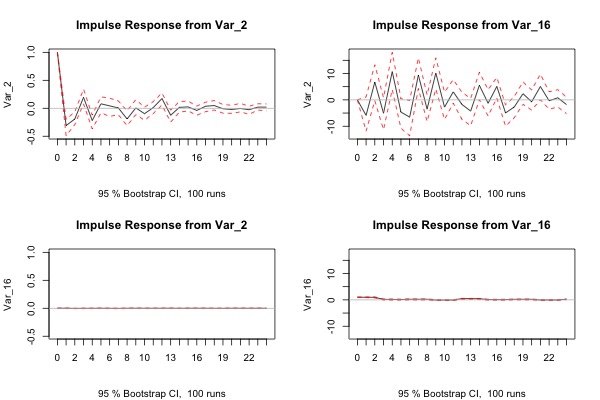 Impulse Response from Var_2
Var_2
1.0
0.5
0.0
-0.5
0 2 4 6 8 10 13 16 19 22
95 % Bootstrap CI,  100 runs
Impulse Response from Var_16
Var_2
10
0
-10
0 2 4 6 8 10 13 16 19 22
95 % Bootstrap CI,  100 runs
Impulse Response from Var_2
Var_16
1.0
0.5
0.0
-0.5
0 2 4 6 8 10 13 16 19 22
95 % Bootstrap CI,  100 runs
Impulse Response from Var_16
Var_16
10
0
-10
0 2 4 6 8 10 13 16 19 22
95 % Bootstrap CI,  100 runs